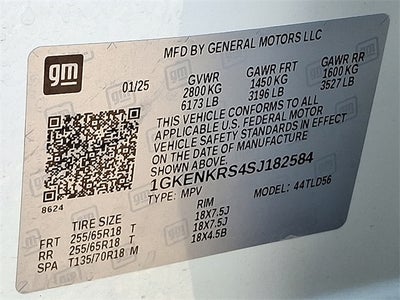 gm
MFD BY GENERAL MOTORS LLC
01/25 GVWR GAWR FRT GAWR RR
2800 KG 1450 KG 1600 KG
6173 LB 3196 LB 3527 LB
THIS VEHICLE CONFORMS TO ALL
APPLICABLE U.S. FEDERAL MOTOR
VEHICLE SAFETY STANDARDS IN EFFECT
ON THE DATE OF MANUFACTURE
SHOWN ABOVE.
1GKENKRS4SJ182584
8624 TYPE: MPV MODEL: 44TLD56
TIRE SIZE RIM
FRT 255/65R18 T 18X7.5J
RR 255/65R18 T 18X7.5J
SPA T135/70R18 M 18X4.5B